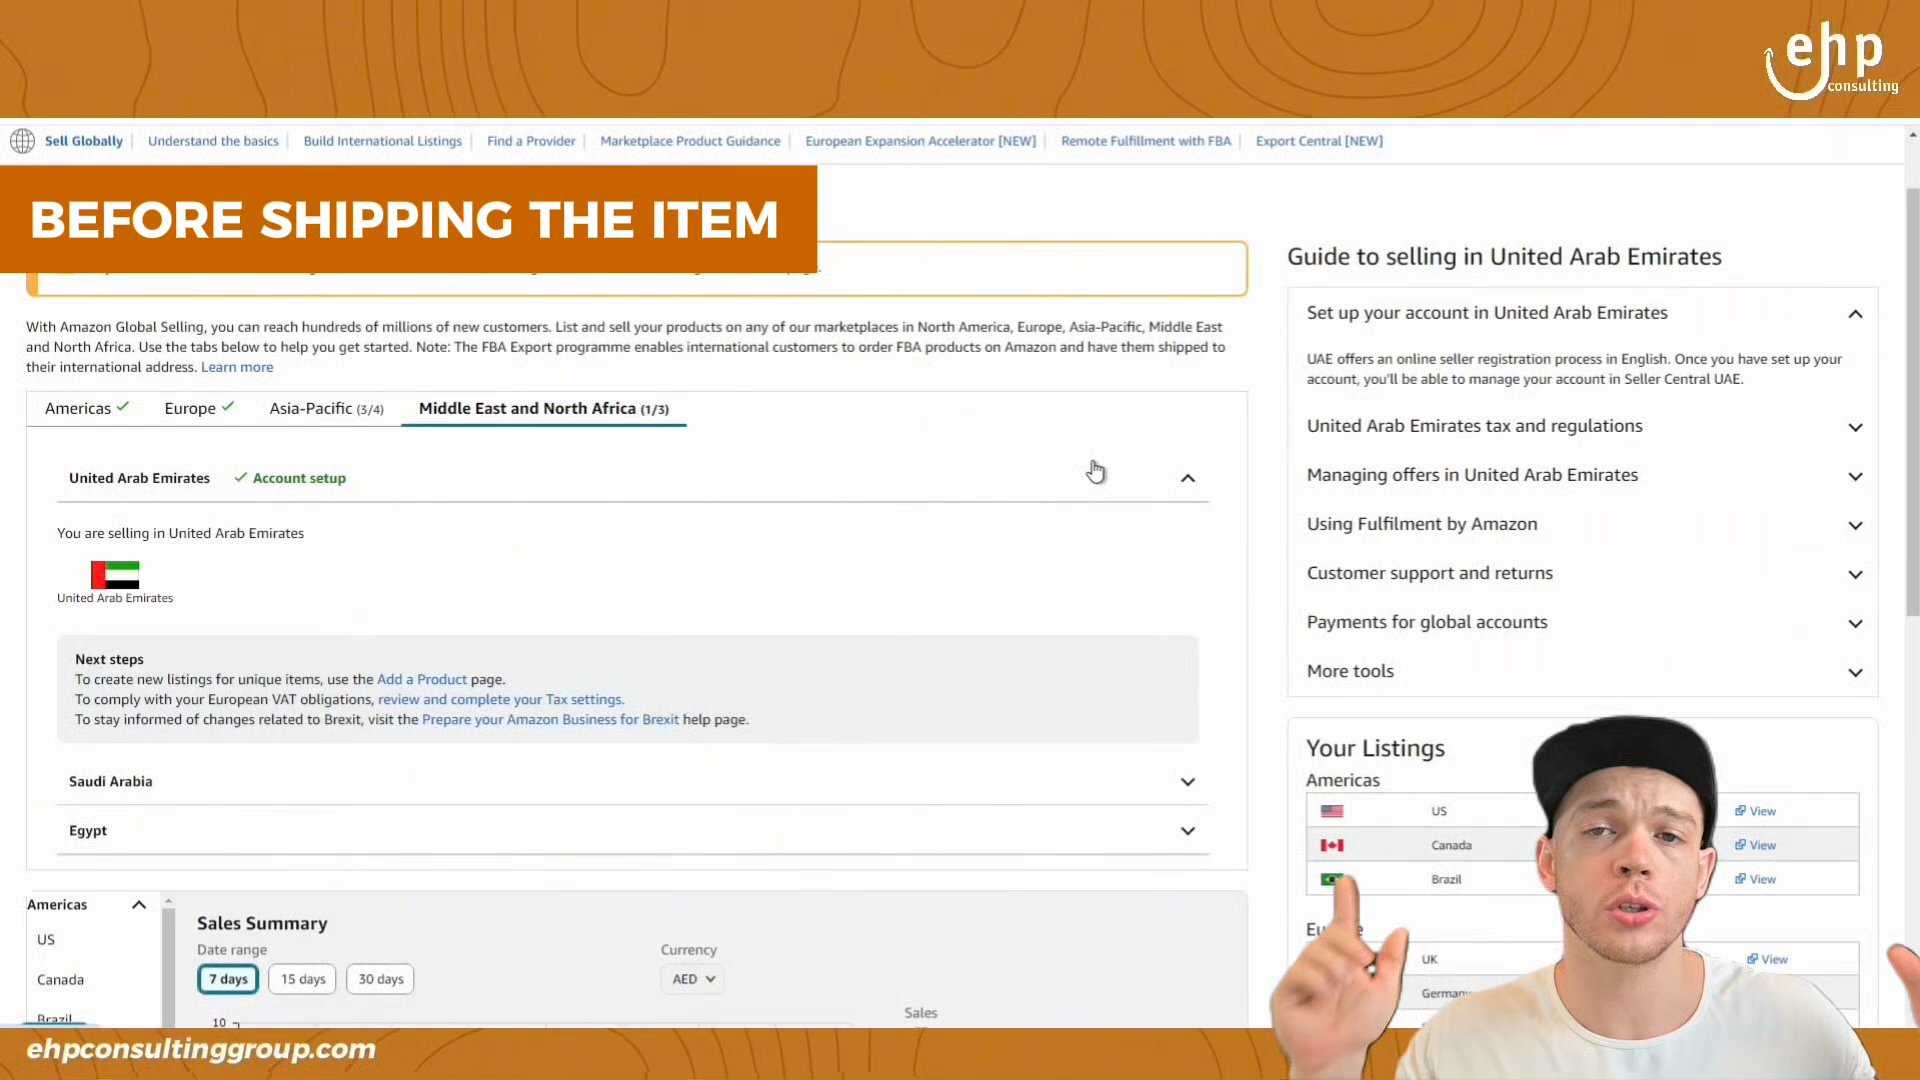 ehp
consulting
Sell Globally
Understand the basics
Build International Listings
Find a Provider
Marketplace Product Guidance
European Expansion Accelerator [NEW]
Remote Fulfillment with FBA
Export Central [NEW]
BEFORE SHIPPING THE ITEM
With Amazon Global Selling, you can reach hundreds of millions of new customers. List and sell your products on any of our marketplaces in North America, Europe, Asia-Pacific, Middle East
and North Africa. Use the tabs below to help you get started. Note: The FBA Export programme enables international customers to order FBA products on Amazon and have them shipped to
their international address. Learn more
Americas
Europe
Asia-Pacific (3/4)
Middle East and North Africa (1/3)
United Arab Emirates
Account setup
You are selling in United Arab Emirates
United Arab Emirates
Next steps
To create new listings for unique items, use the Add a Product page.
To comply with your European VAT obligations, review and complete your Tax settings.
To stay informed of changes related to Brexit, visit the Prepare your Amazon Business for Brexit help page.
Saudi Arabia
Egypt
Americas
US
Canada
Brazil
Sales Summary
Date range
7 days
15 days
30 days
Currency
AED
10
Sales
Guide to selling in United Arab Emirates
Set up your account in United Arab Emirates
UAE offers an online seller registration process in English. Once you have set up your
account, you'll be able to manage your account in Seller Central UAE.
United Arab Emirates tax and regulations
Managing offers in United Arab Emirates
Using Fulfilment by Amazon
Customer support and returns
Payments for global accounts
More tools
Your Listings
Americas
US
View
Canada
View
Brazil
View
UK
View
ehpconsultinggroup.com